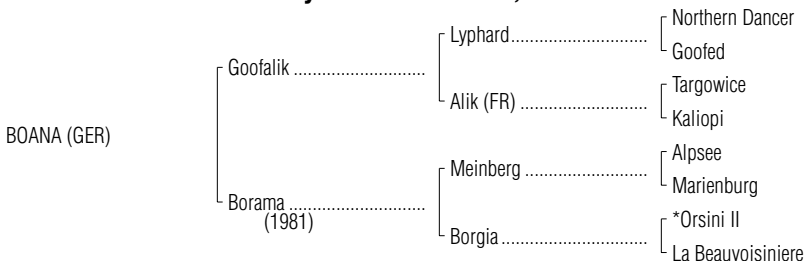 Northern Dancer
Lyphard
Goofed
Goofalik
Targowice
Alik (FR)
Kaliopi
BOANA (GER)
Alpsee
Meinberg
Marienburg
Borama
(1981)
*Orsini II
Borgia
La Beauvoisiniere